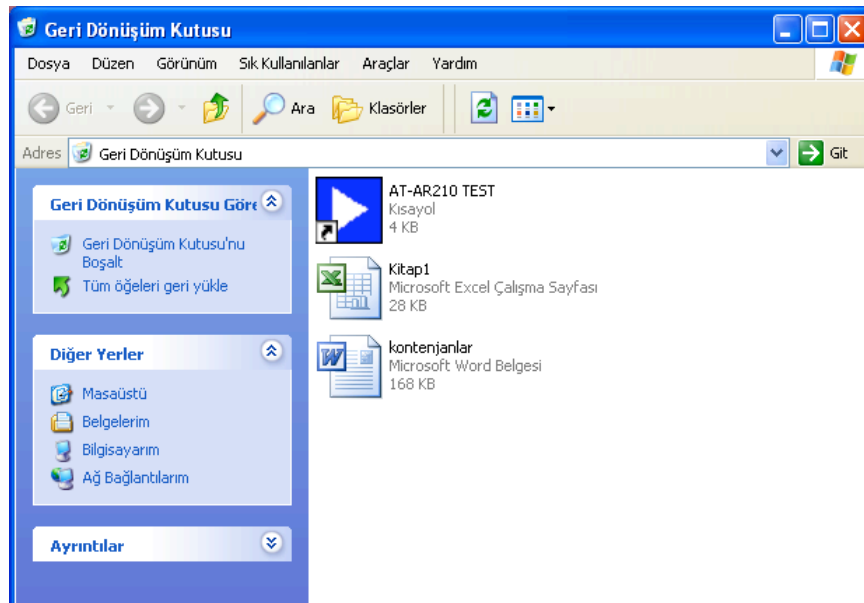 Geri Dönüşüm Kutusu
Dosya Düzen Görünüm Sık Kullanılanlar Araçlar Yardım
Geri Ara Klasörler
Adres Geri Dönüşüm Kutusu Git
Geri Dönüşüm Kutusu Göre
Geri Dönüşüm Kutusu'nu
Boşalt
Tüm öğeleri geri yükle
Diğer Yerler
Masaüstü
Belgelerim
Bilgisayarım
Ağ Bağlantılarım
Ayrıntılar
AT-AR210 TEST
Kısayol
4 KB
Kitap1
Microsoft Excel Çalışma Sayfası
28 KB
kontenjanlar
Microsoft Word Belgesi
168 KB